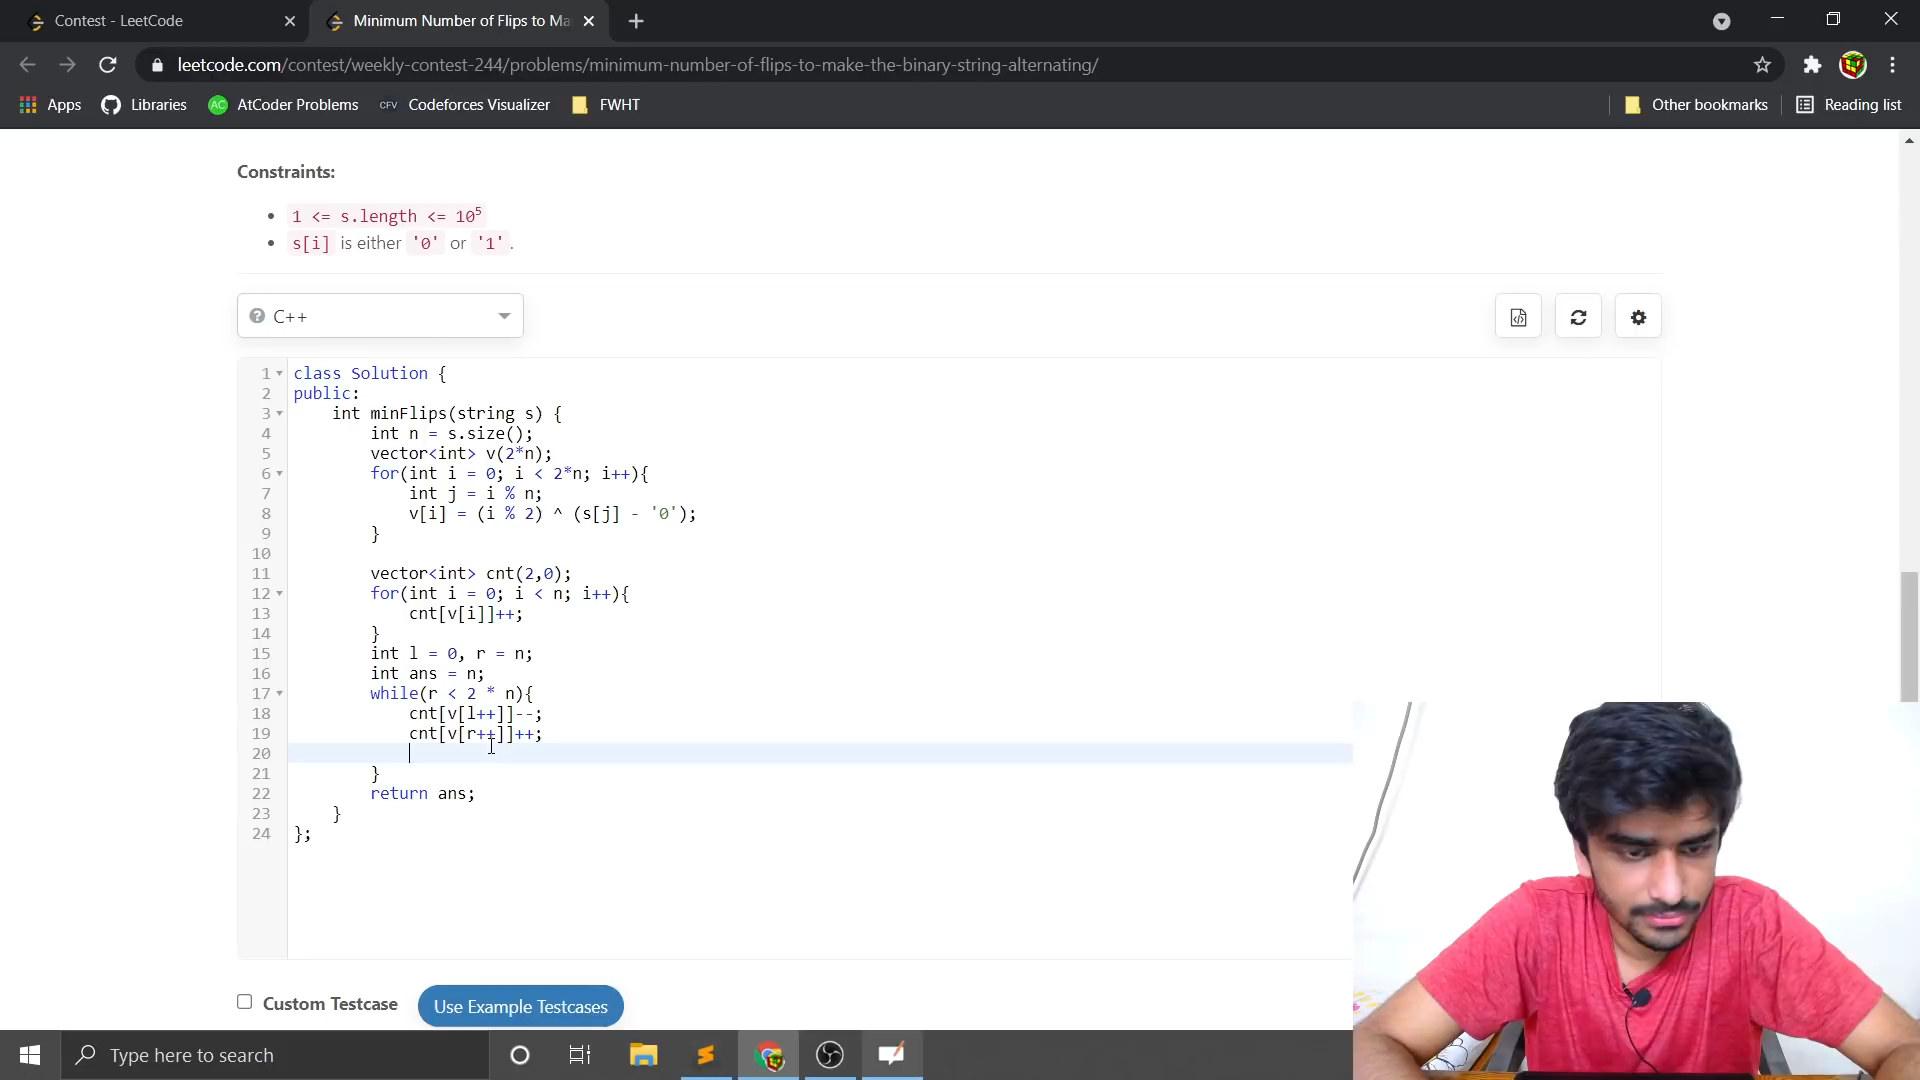 Contest - LeetCode
Minimum Number of Flips to Ma
leetcode.com/contest/weekly-contest-244/problems/minimum-number-of-flips-to-make-the-binary-string-alternating/
Apps
Libraries
AC AtCoder Problems
CFV Codeforces Visualizer
FWHT
Other bookmarks
Reading list
Constraints:
1 <= s.length <= 10⁵
s[i] is either '0' or '1'.
C++
1 class Solution {
2 public:
3 int minFlips(string s) {
4 int n = s.size();
5 vector<int> v(2*n);
6 for(int i = 0; i < 2*n; i++){
7 int j = i % n;
8 v[i] = (i % 2) ^ (s[j] - '0');
9 }
10
11 vector<int> cnt(2,0);
12 for(int i = 0; i < n; i++){
13 cnt[v[i]]++;
14 }
15 int l = 0, r = n;
16 int ans = n;
17 while(r < 2 * n){
18 cnt[v[l++]]--;
19 cnt[v[r++]]++;
20
21 }
22 return ans;
23 }
24 };
Custom Testcase
Use Example Testcases
Type here to search